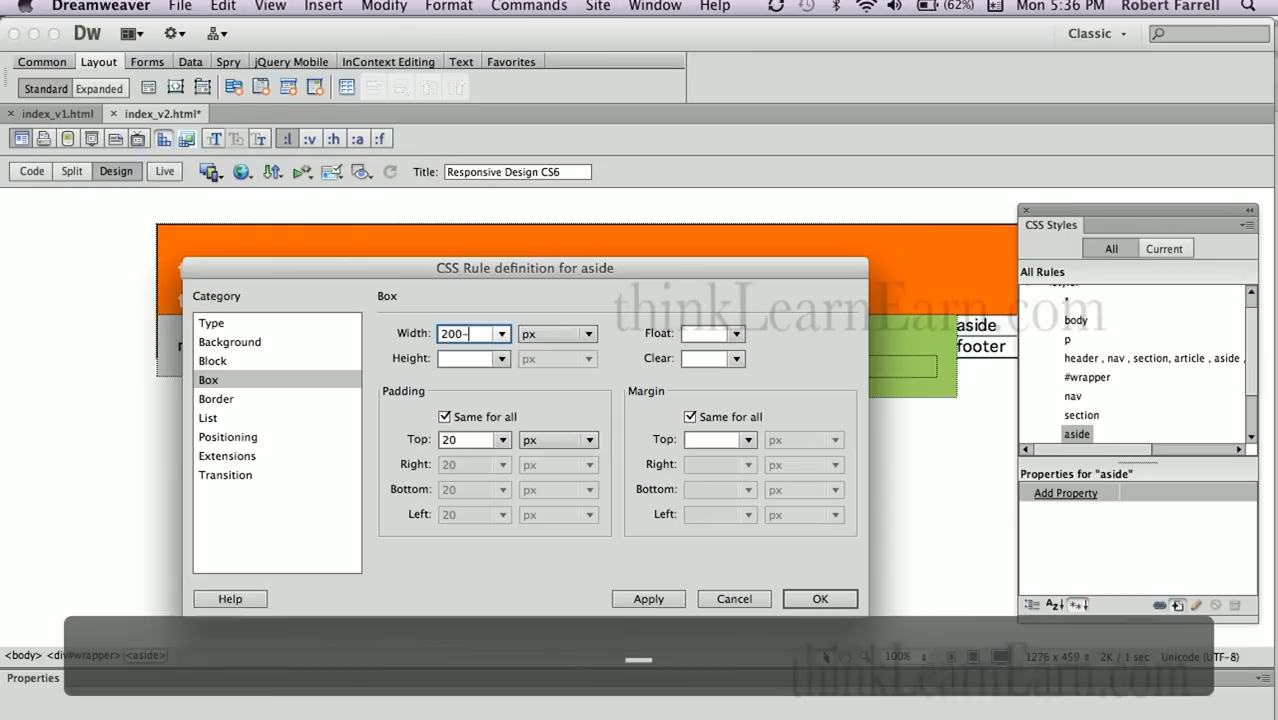 Dreamweaver File Edit View Insert Modify Format Commands Site Window Help (62%) Mon 5:36 PM Robert Farrell
Dw Classic
Common Layout Forms Data Spry jQuery Mobile InContext Editing Text Favorites
Standard Expanded
× index_v1.html × index_v2.html*
:l :v :h :a :f
Code Split Design Live Title: Responsive Design CS6
CSS Styles
All Current
All Rules
*
body
p
header , nav , section, article , aside ,
#wrapper
nav
section
aside
Properties for "aside"
Add Property
aside
footer
thinkLearnEarn.com
CSS Rule definition for aside
Category
Type
Background
Block
Box
Border
List
Positioning
Extensions
Transition
Box
Width: 200- px Float:
Height: px Clear:
Padding Margin
Same for all Same for all
Top: 20 px Top: px
Right: 20 px Right: px
Bottom: 20 px Bottom: px
Left: 20 px Left: px
Help Apply Cancel OK
<body> <div#wrapper> <aside> 100% 1276 x 459 2K / 1 sec Unicode (UTF-8)
thinkLearnEarn.com
Properties